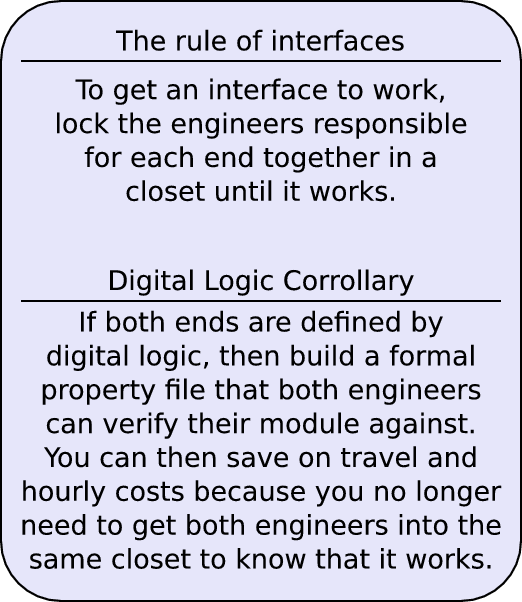 The rule of interfaces
To get an interface to work,
lock the engineers responsible
for each end together in a
closet until it works.
Digital Logic Corrollary
If both ends are defined by
digital logic, then build a formal
property file that both engineers
can verify their module against.
You can then save on travel and
hourly costs because you no longer
need to get both engineers into the
same closet to know that it works.